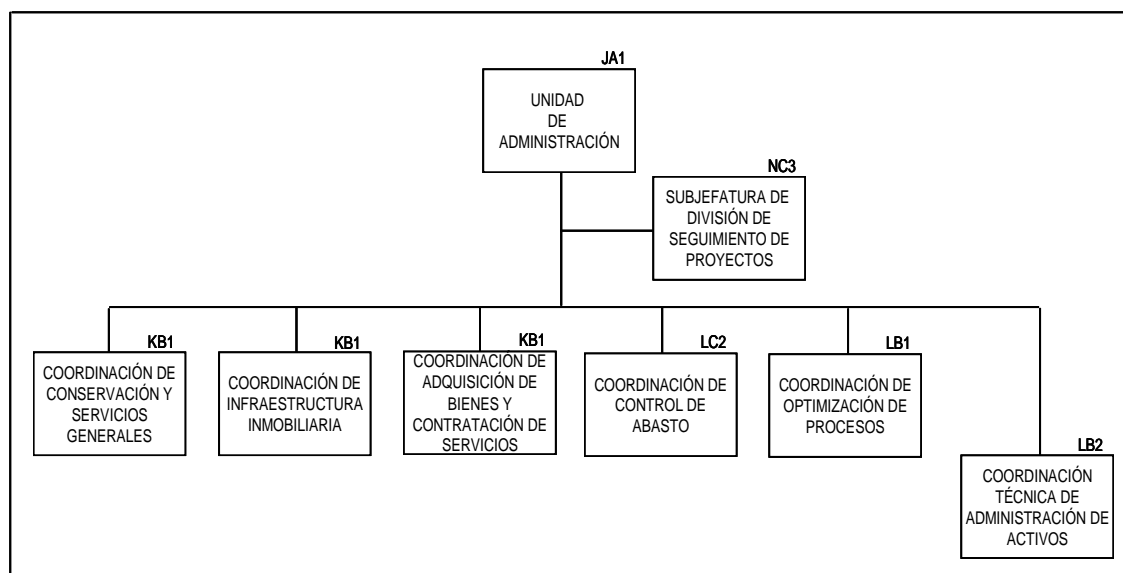 JA1
UNIDAD
DE
ADMINISTRACIÓN
NC3
SUBJEFATURA DE
DIVISIÓN DE
SEGUIMIENTO DE
PROYECTOS
KB1
COORDINACIÓN DE
CONSERVACIÓN Y
SERVICIOS
GENERALES
KB1
COORDINACIÓN DE
INFRAESTRUCTURA
INMOBILIARIA
KB1
COORDINACIÓN DE
ADQUISICIÓN DE
BIENES Y
CONTRATACIÓN DE
SERVICIOS
LC2
COORDINACIÓN DE
CONTROL DE
ABASTO
LB1
COORDINACIÓN DE
OPTIMIZACIÓN DE
PROCESOS
LB2
COORDINACIÓN
TÉCNICA DE
ADMINISTRACIÓN DE
ACTIVOS